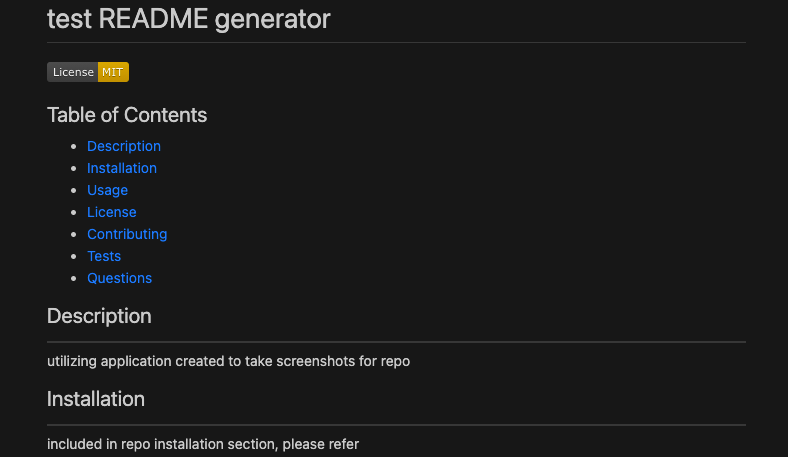 test README generator
License MIT
Table of Contents
Description
Installation
Usage
License
Contributing
Tests
Questions
Description
utilizing application created to take screenshots for repo
Installation
included in repo installation section, please refer